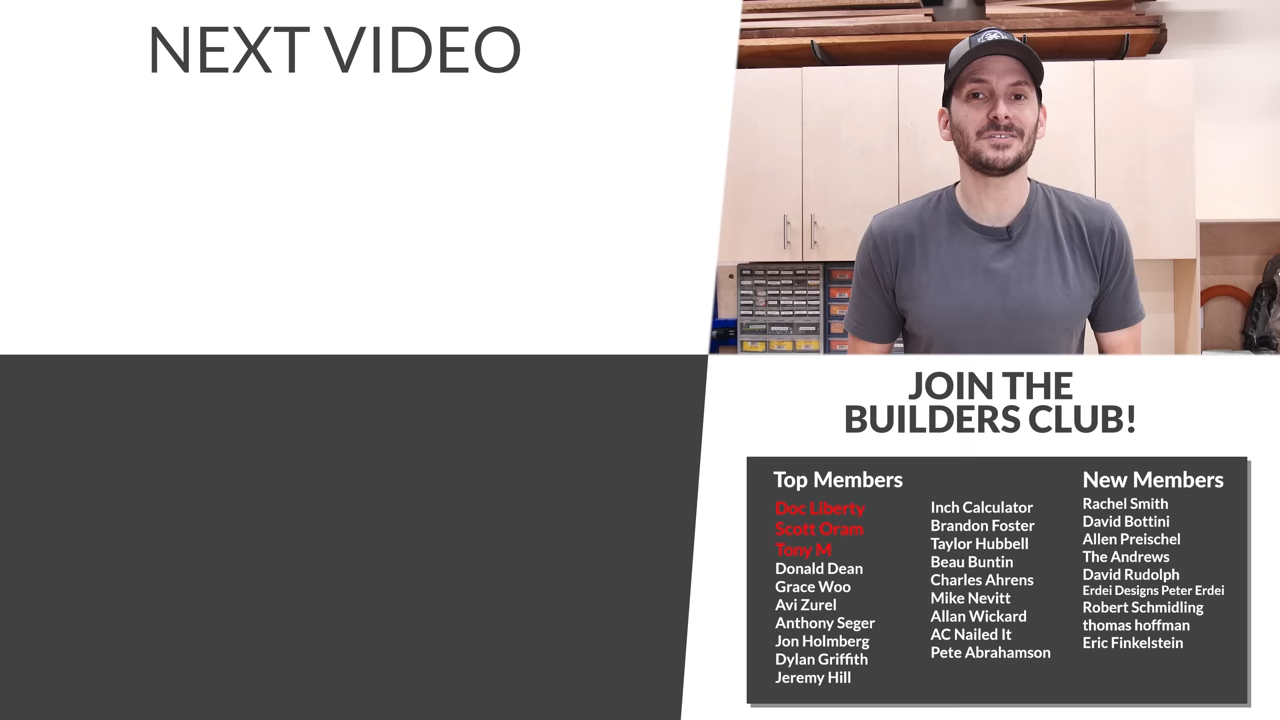 NEXT VIDEO
JOIN THE
BUILDERS CLUB!
Top Members
Doc Liberty
Scott Oram
Tony M
Donald Dean
Grace Woo
Avi Zurel
Anthony Seger
Jon Holmberg
Dylan Griffith
Jeremy Hill
Inch Calculator
Brandon Foster
Taylor Hubbell
Beau Buntin
Charles Ahrens
Mike Nevitt
Allan Wickard
AC Nailed It
Pete Abrahamson
New Members
Rachel Smith
David Bottini
Allen Preischel
The Andrews
David Rudolph
Erdei Designs Peter Erdei
Robert Schmidling
thomas hoffman
Eric Finkelstein